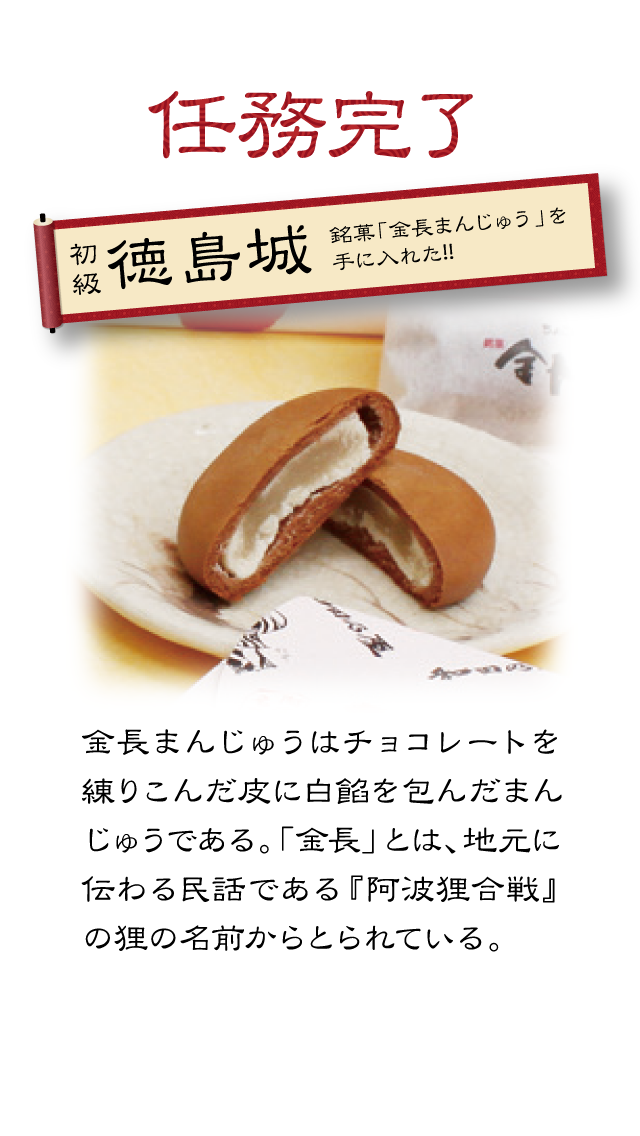 任務完了
初級 徳島城
銘菓「金長まんじゅう」を
手に入れた!!
金長まんじゅうはチョコレートを
練りこんだ皮に白餡を包んだまん
じゅうである。「金長」とは、地元に
伝わる民話である『阿波狸合戦』
の狸の名前からとられている。